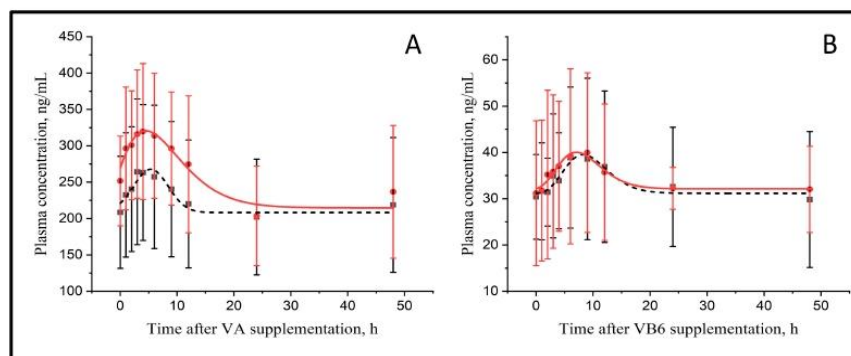 A
450
400
350
300
250
200
150
100
0 10 20 30 40 50
Plasma concentration, ng/mL
Time after VA supplementation, h
B
60
50
40
30
20
10
0 10 20 30 40 50
Plasma concentration, ng/mL
Time after VB6 supplementation, h